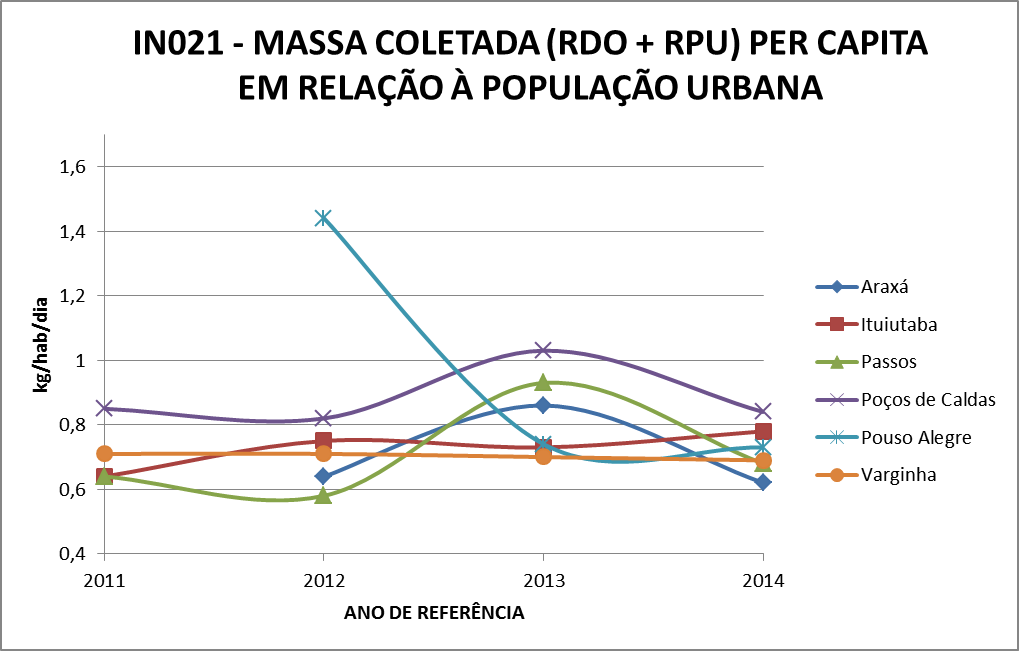 IN021 - MASSA COLETADA (RDO + RPU) PER CAPITA
EM RELAÇÃO À POPULAÇÃO URBANA
kg/hab/dia
1,6
1,4
1,2
1
0,8
0,6
0,4
2011
2012
2013
2014
ANO DE REFERÊNCIA
Araxá
Ituiutaba
Passos
Poços de Caldas
Pouso Alegre
Varginha